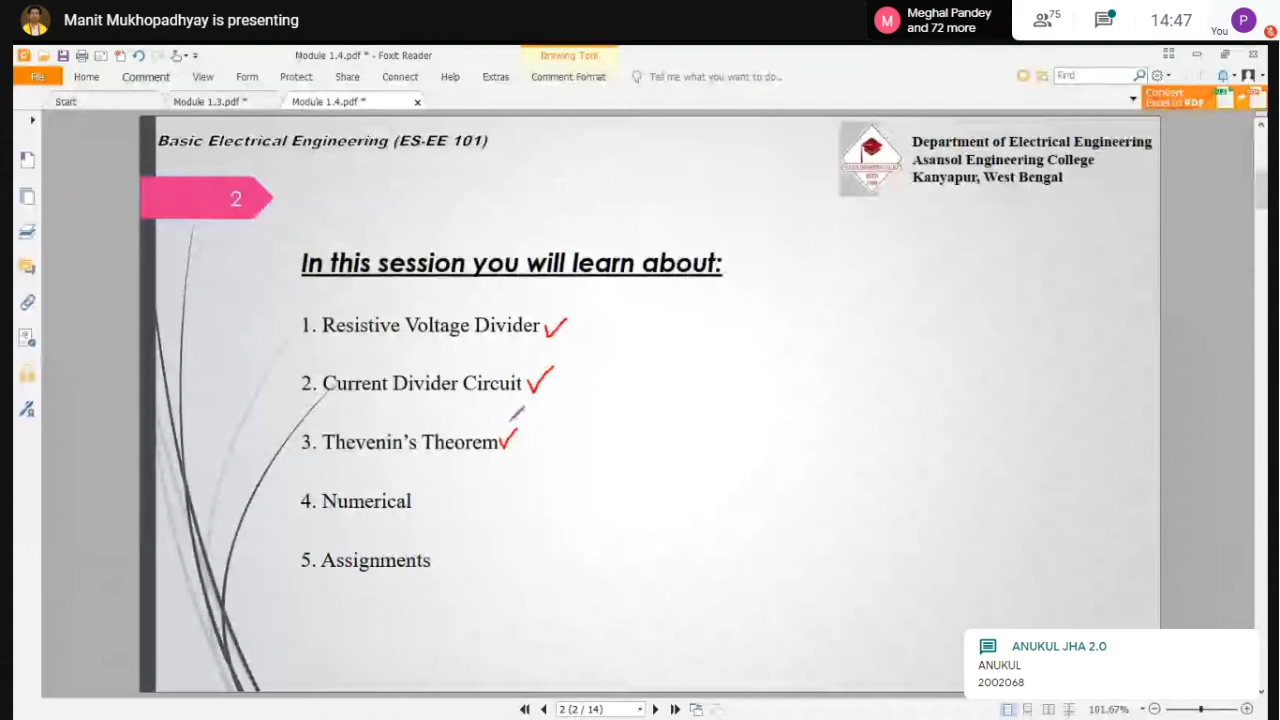 Manit Mukhopadhyay is presenting
M
Meghal Pandey
and 72 more
75
14:47
You
P
Module 1.4.pdf * - Foxit Reader
Drawing Tool
File
Home
Comment
View
Form
Protect
Share
Connect
Help
Extras
Comment Format
Tell me what you want to do...
Find
Start
Module 1.3.pdf *
Module 1.4.pdf *
Convert
Excel to PDF
Basic Electrical Engineering (ES-EE 101)
Department of Electrical Engineering
Asansol Engineering College
Kanyapur, West Bengal
2
In this session you will learn about:
1. Resistive Voltage Divider
2. Current Divider Circuit
3. Thevenin's Theorem
4. Numerical
5. Assignments
ANUKUL JHA 2.0
ANUKUL
2002068
2 (2 / 14)
101.67%